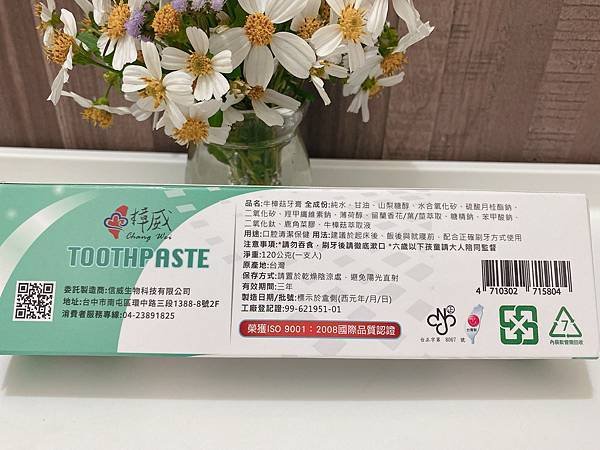 樟威
Chang Wei
TOOTHPASTE
委託製造商:信威生物科技有限公司
地址:台中市南屯區環中路三段1388-8號2F
消費者服務專線:04-23891825
品名:牛樟菇牙膏 全成份:純水、甘油、山梨糖醇、水合氧化矽、硫酸月桂酯鈉、
二氧化矽、羥甲纖維素鈉、薄荷醇、留蘭香花/葉/莖萃取、糖精鈉、苯甲酸鈉、
二氧化鈦、鹿角菜膠、牛樟菇萃取液
用途:口腔清潔保健 用法:建議於起床後、飯後與就寢前、配合正確刷牙方式使用
注意事項:*請勿吞食，刷牙後請徹底漱口 *六歲以下孩童請大人陪同監督
淨重:120公克(一支入)
原產地:台灣
保存方式:請置於乾燥陰涼處，避免陽光直射
有效期間:三年
製造日期/批號:標示於盒側(西元年/月/日)
工廠登記證:99-621951-01
榮獲ISO 9001：2008國際品質認證
4 710302 715804
台正字第 8067 號
7